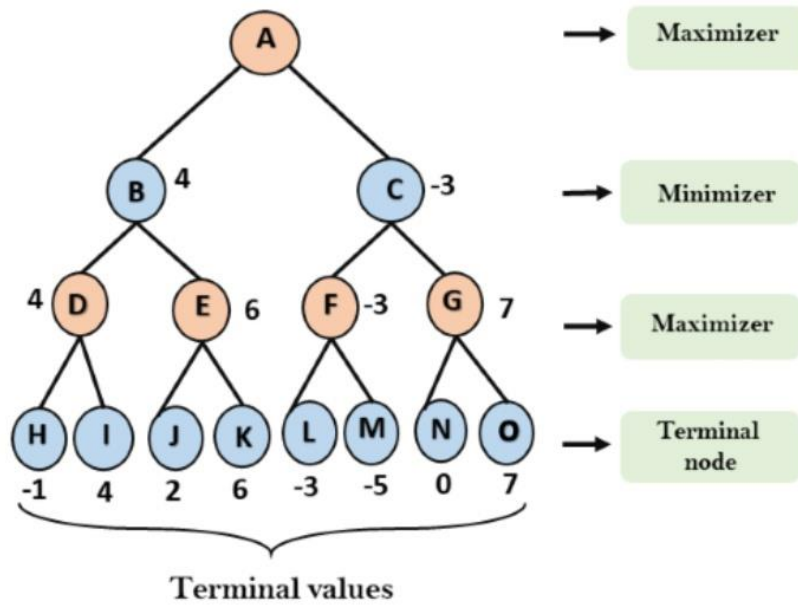 A
Maximizer
B
4
C
-3
Minimizer
4
D
E
6
F
-3
G
7
Maximizer
H
I
J
K
L
M
N
O
Terminal
node
-1
4
2
6
-3
-5
0
7
Terminal values